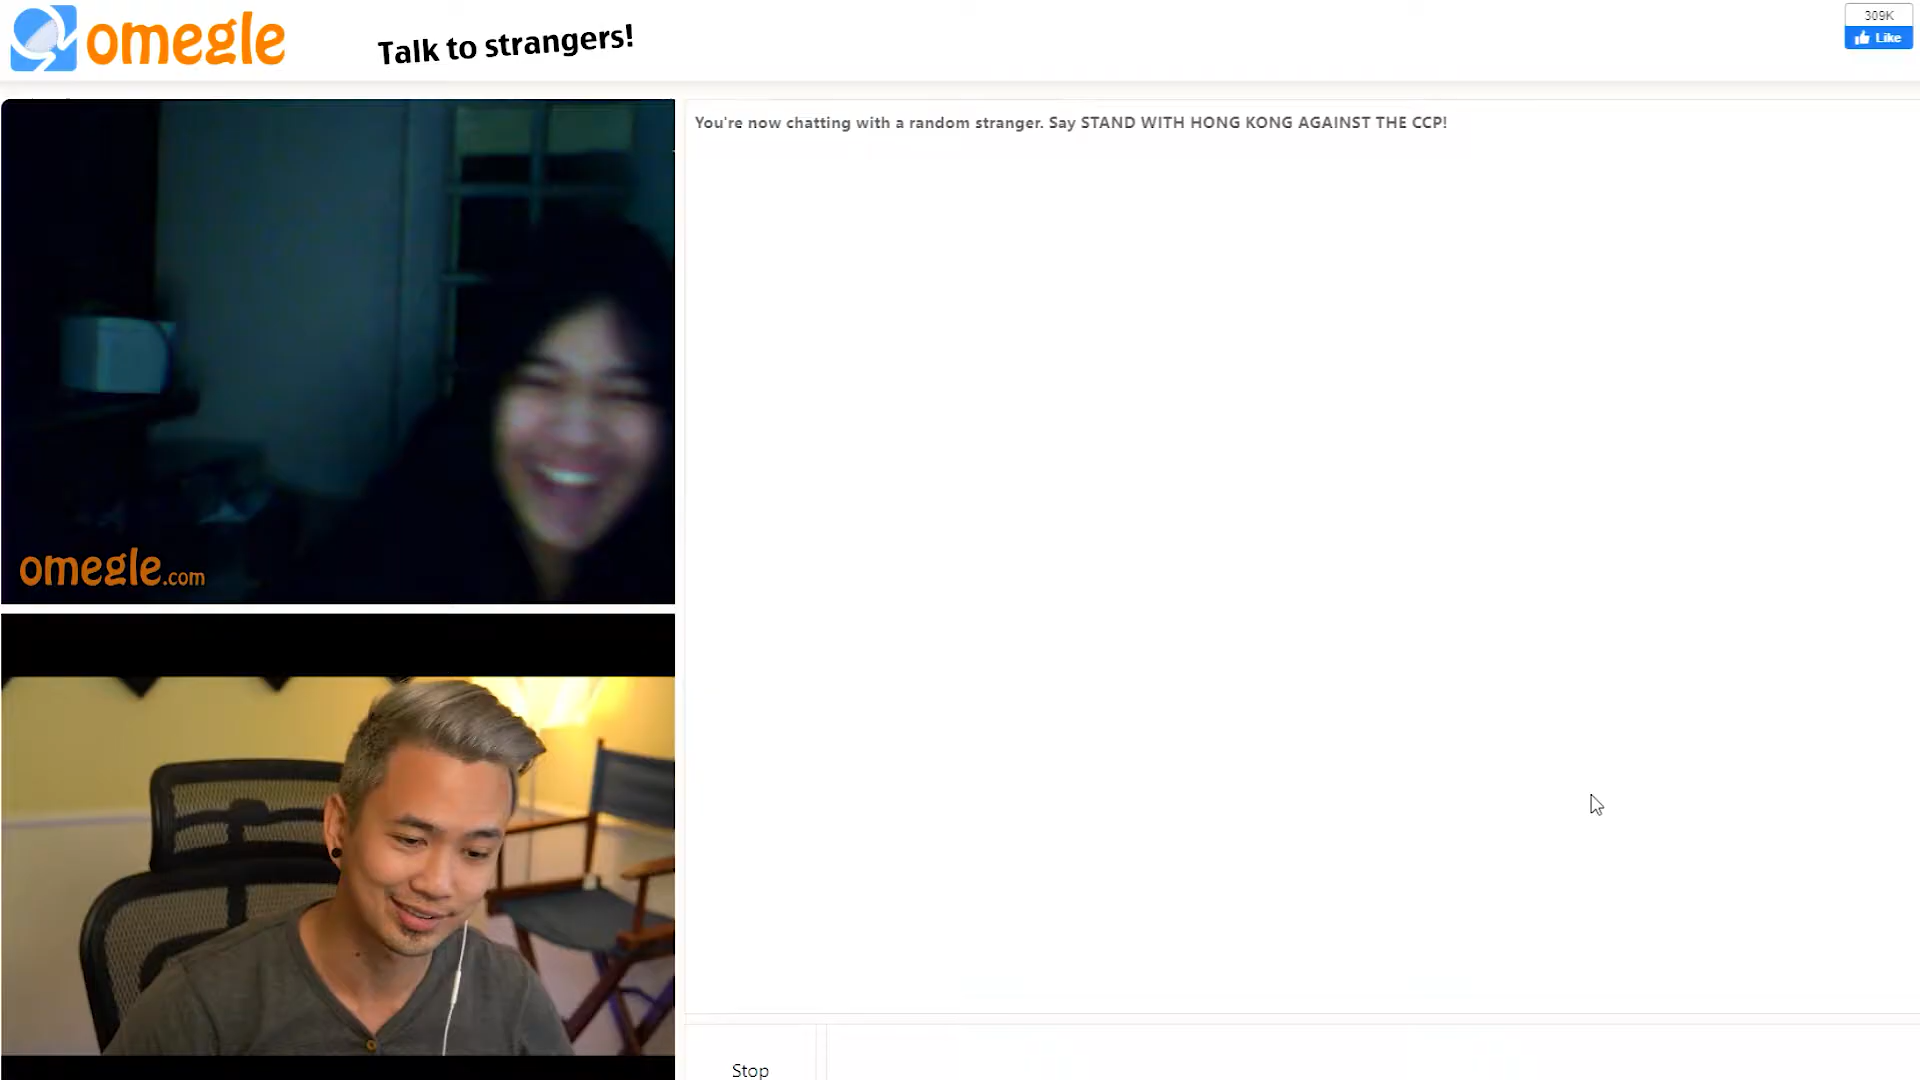 omegle
Talk to strangers!
309K
Like
You're now chatting with a random stranger. Say STAND WITH HONG KONG AGAINST THE CCP!
omegle.com
Stop